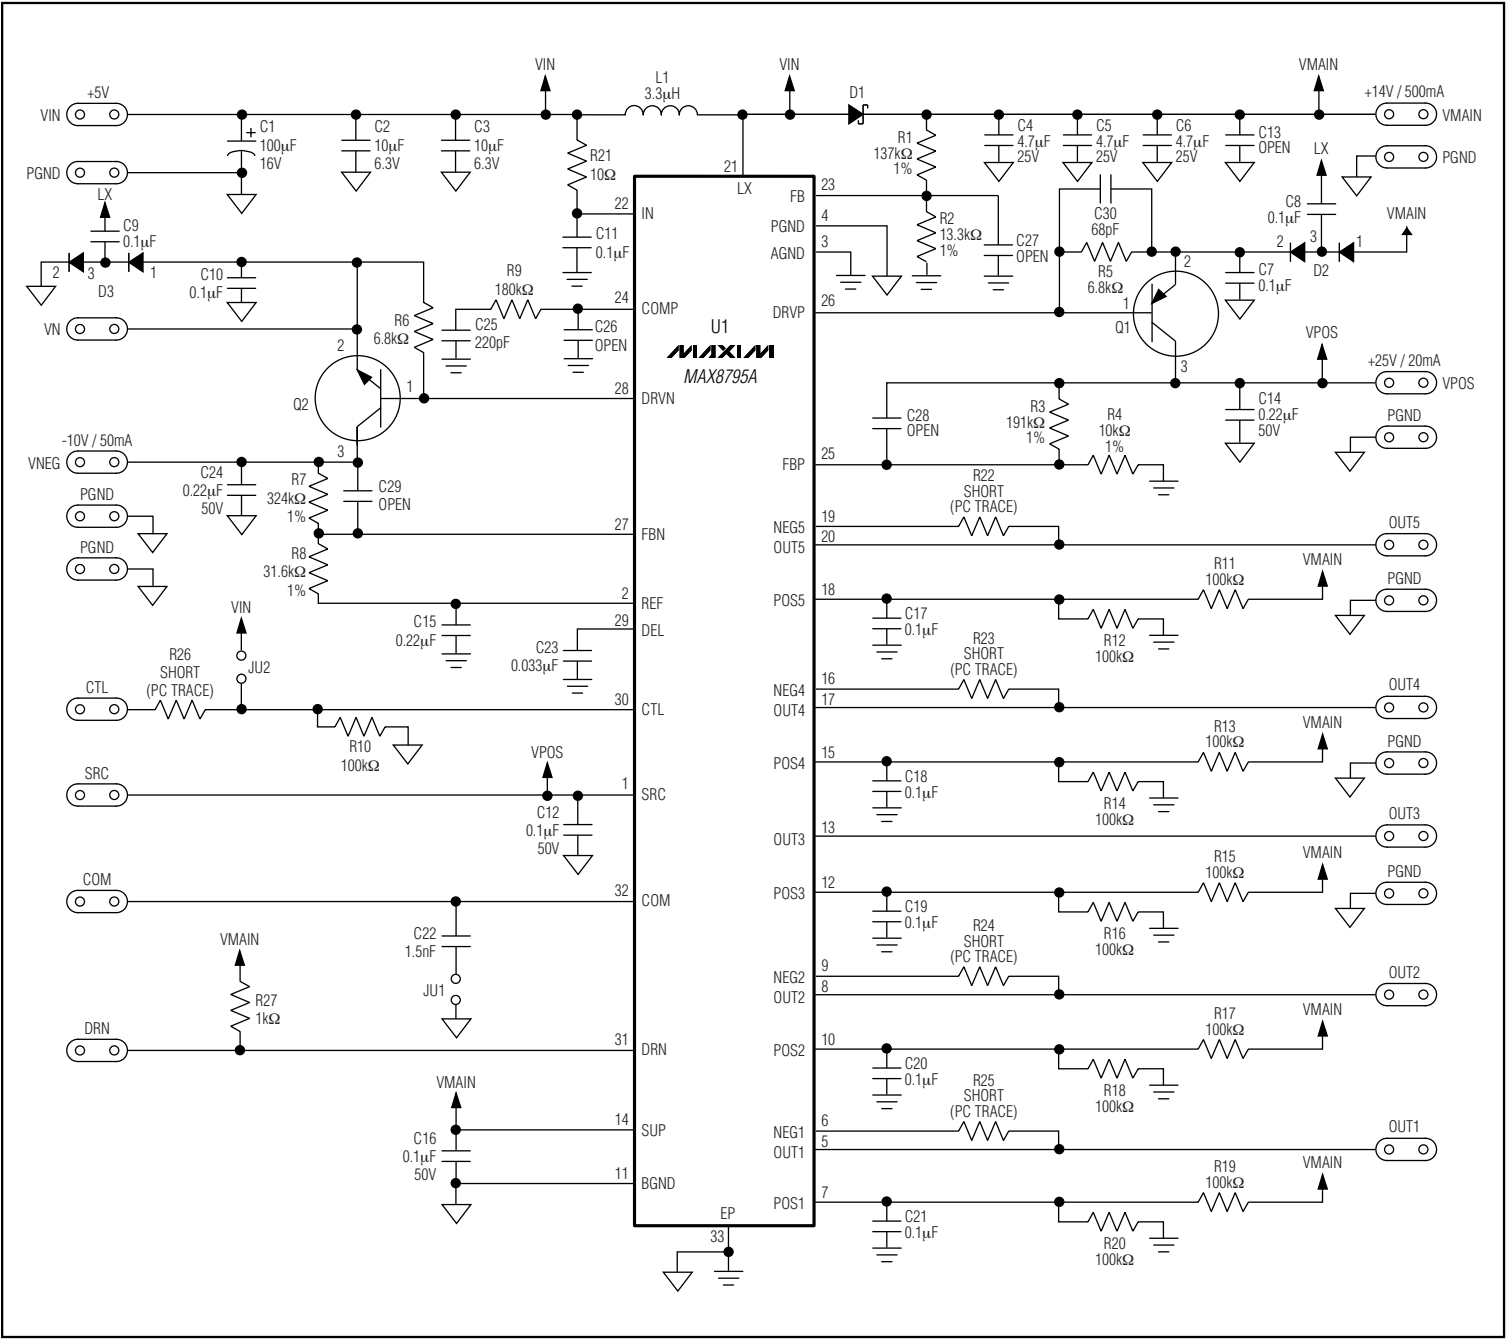 VIN
VIN
VMAIN
+5V
VIN
L1
3.3µH
D1
+14V / 500mA
VMAIN
+
C1
100µF
16V
C2
10µF
6.3V
C3
10µF
6.3V
R21
10Ω
R1
137kΩ
1%
C4
4.7µF
25V
C5
4.7µF
25V
C6
4.7µF
25V
C13
OPEN
PGND
PGND
LX
C9
0.1µF
2
3
1
D3
C10
0.1µF
22
IN
C11
0.1µF
21
LX
23
FB
4
PGND
3
AGND
R2
13.3kΩ
1%
C27
OPEN
C30
68pF
R5
6.8kΩ
LX
C8
0.1µF
VMAIN
2
3
1
D2
C7
0.1µF
VN
R6
6.8kΩ
R9
180kΩ
C25
220pF
24
COMP
C26
OPEN
U1
MAXIM
MAX8795A
26
DRVP
2
1
Q1
3
VPOS
+25V / 20mA
VPOS
2
1
Q2
3
28
DRVN
C28
OPEN
R3
191kΩ
1%
R4
10kΩ
1%
C14
0.22µF
50V
PGND
-10V / 50mA
VNEG
C24
0.22µF
50V
R7
324kΩ
1%
C29
OPEN
25
FBP
PGND
PGND
27
FBN
R8
31.6kΩ
1%
R22
SHORT
(PC TRACE)
19
NEG5
20
OUT5
OUT5
2
REF
C15
0.22µF
29
DEL
C23
0.033µF
18
POS5
C17
0.1µF
R11
100kΩ
VMAIN
R12
100kΩ
PGND
VIN
JU2
R26
SHORT
(PC TRACE)
CTL
30
CTL
R10
100kΩ
R23
SHORT
(PC TRACE)
16
NEG4
17
OUT4
OUT4
15
POS4
C18
0.1µF
R13
100kΩ
VMAIN
R14
100kΩ
PGND
SRC
VPOS
1
SRC
C12
0.1µF
50V
13
OUT3
OUT3
12
POS3
C19
0.1µF
R15
100kΩ
VMAIN
R16
100kΩ
PGND
COM
32
COM
C22
1.5nF
JU1
R24
SHORT
(PC TRACE)
9
NEG2
8
OUT2
OUT2
VMAIN
R27
1kΩ
DRN
31
DRN
10
POS2
C20
0.1µF
R17
100kΩ
VMAIN
R18
100kΩ
VMAIN
14
SUP
C16
0.1µF
50V
11
BGND
R25
SHORT
(PC TRACE)
6
NEG1
5
OUT1
OUT1
7
POS1
C21
0.1µF
R19
100kΩ
VMAIN
R20
100kΩ
EP
33